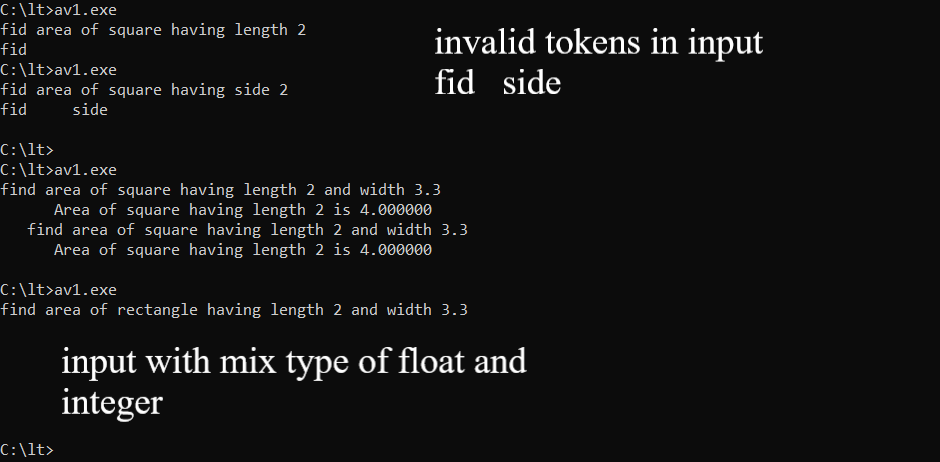 C:\lt>av1.exe
fid area of square having length 2
fid
C:\lt>av1.exe
fid area of square having side 2
fid     side
invalid tokens in input
fid   side
C:\lt>
C:\lt>av1.exe
find area of square having length 2 and width 3.3
      Area of square having length 2 is 4.000000
   find area of square having length 2 and width 3.3
      Area of square having length 2 is 4.000000
C:\lt>av1.exe
find area of rectangle having length 2 and width 3.3
input with mix type of float and
integer
C:\lt>